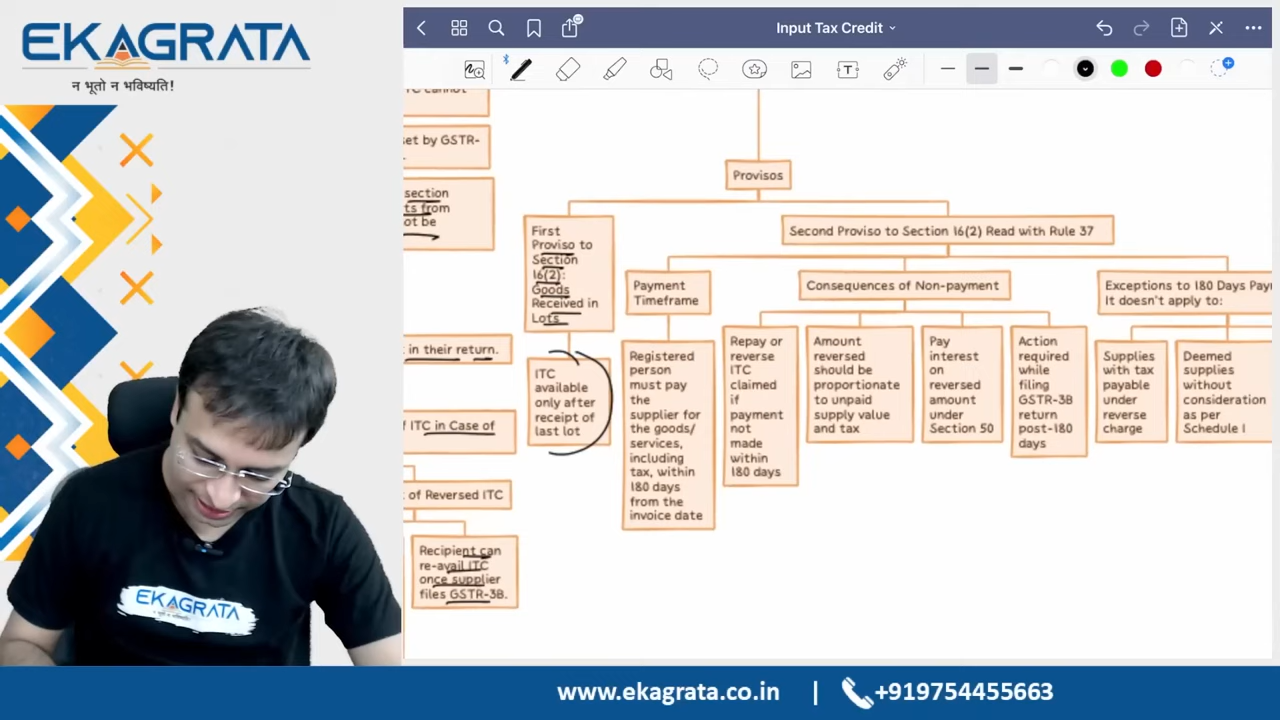 EKAGRATA
न भूतो न भविष्यति!
Input Tax Credit
ITC cannot
set by GSTR-
section
ts from
ot be
in their return.
ITC in Case of
of Reversed ITC
Recipient can
re-avail ITC
once supplier
files GSTR-3B.
Provisos
First
Proviso to
Section
16(2):
Goods
Received in
Lots
ITC
available
only after
receipt of
last lot
Second Proviso to Section 16(2) Read with Rule 37
Payment
Timeframe
Registered
person
must pay
the
supplier for
the goods/
services,
including
tax, within
180 days
from the
invoice date
Consequences of Non-payment
Repay or
reverse
ITC
claimed
if
payment
not
made
within
180 days
Amount
reversed
should be
proportionate
to unpaid
supply value
and tax
Pay
interest
on
reversed
amount
under
Section 50
Action
required
while
filing
GSTR-3B
return
post-180
days
Exceptions to 180 Days Pay
It doesn't apply to:
Supplies
with tax
payable
under
reverse
charge
Deemed
supplies
without
consideration
as per
Schedule I
EKAGRATA
www.ekagrata.co.in | +919754455663